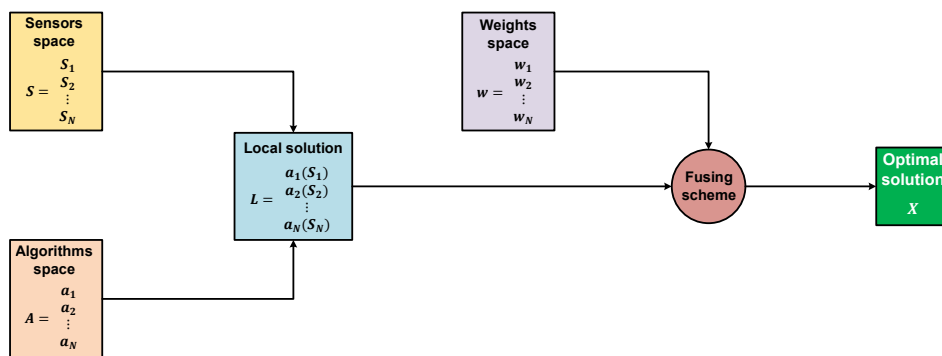 Sensors
space
S =
S₁
S₂
⋮
S_N
Weights
space
w =
w₁
w₂
⋮
w_N
Local solution
L =
a₁(S₁)
a₂(S₂)
⋮
a_N(S_N)
Fusing
scheme
Optimal
solution
X
Algorithms
space
A =
a₁
a₂
⋮
a_N